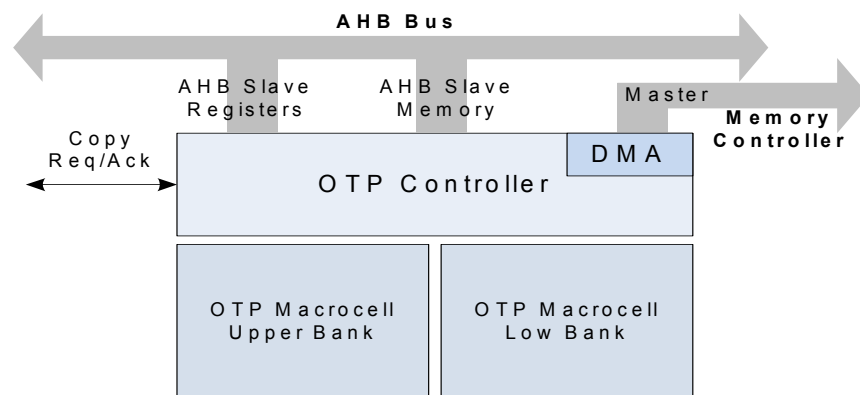 AHB Bus
AHB Slave
Registers
AHB Slave
Memory
Master
Memory
Controller
Copy
Req/Ack
DMA
OTP Controller
OTP Macrocell
Upper Bank
OTP Macrocell
Low Bank